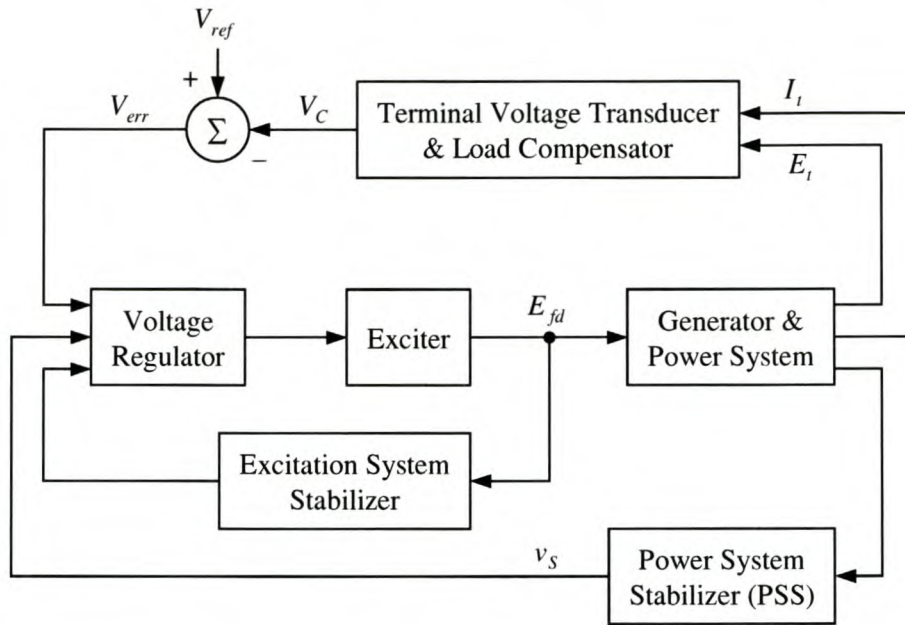 V_ref
+
V_err
Σ
V_C
−
Terminal Voltage Transducer
& Load Compensator
I_t
E_t
Voltage
Regulator
Exciter
E_fd
Generator &
Power System
Excitation System
Stabilizer
v_S
Power System
Stabilizer (PSS)